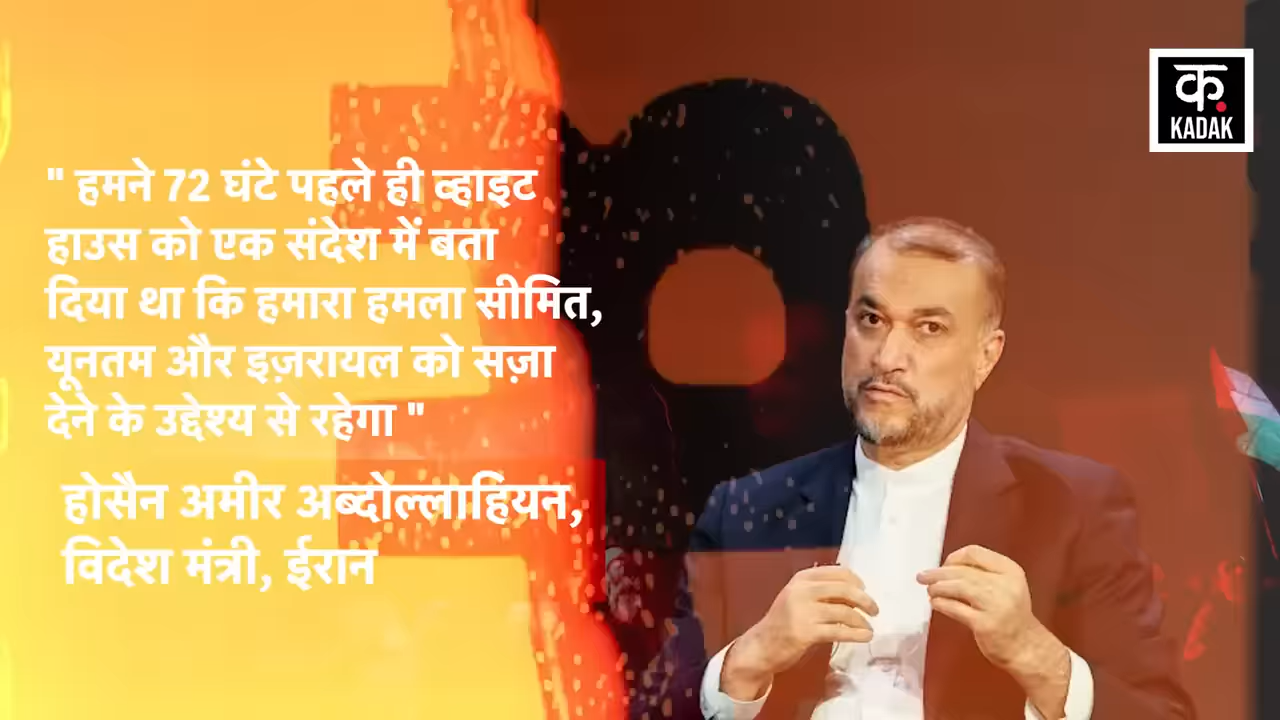 " हमने 72 घंटे पहले ही व्हाइट
हाउस को एक संदेश में बता
दिया था कि हमारा हमला सीमित,
यूनतम और इज़रायल को सज़ा
देने के उद्देश्य से रहेगा "
होसैन अमीर अब्दोल्लाहियन,
विदेश मंत्री, ईरान
क.
KADAK